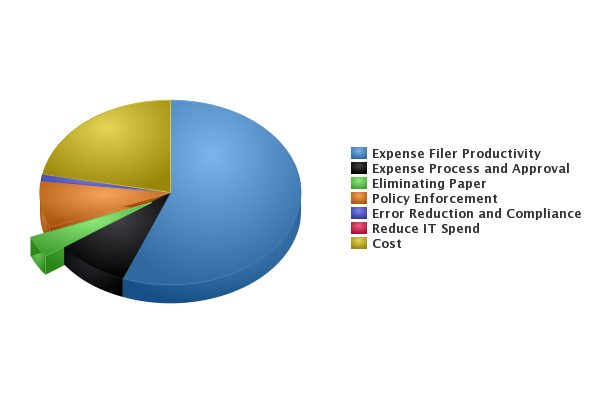 Expense Filer Productivity
Expense Process and Approval
Eliminating Paper
Policy Enforcement
Error Reduction and Compliance
Reduce IT Spend
Cost